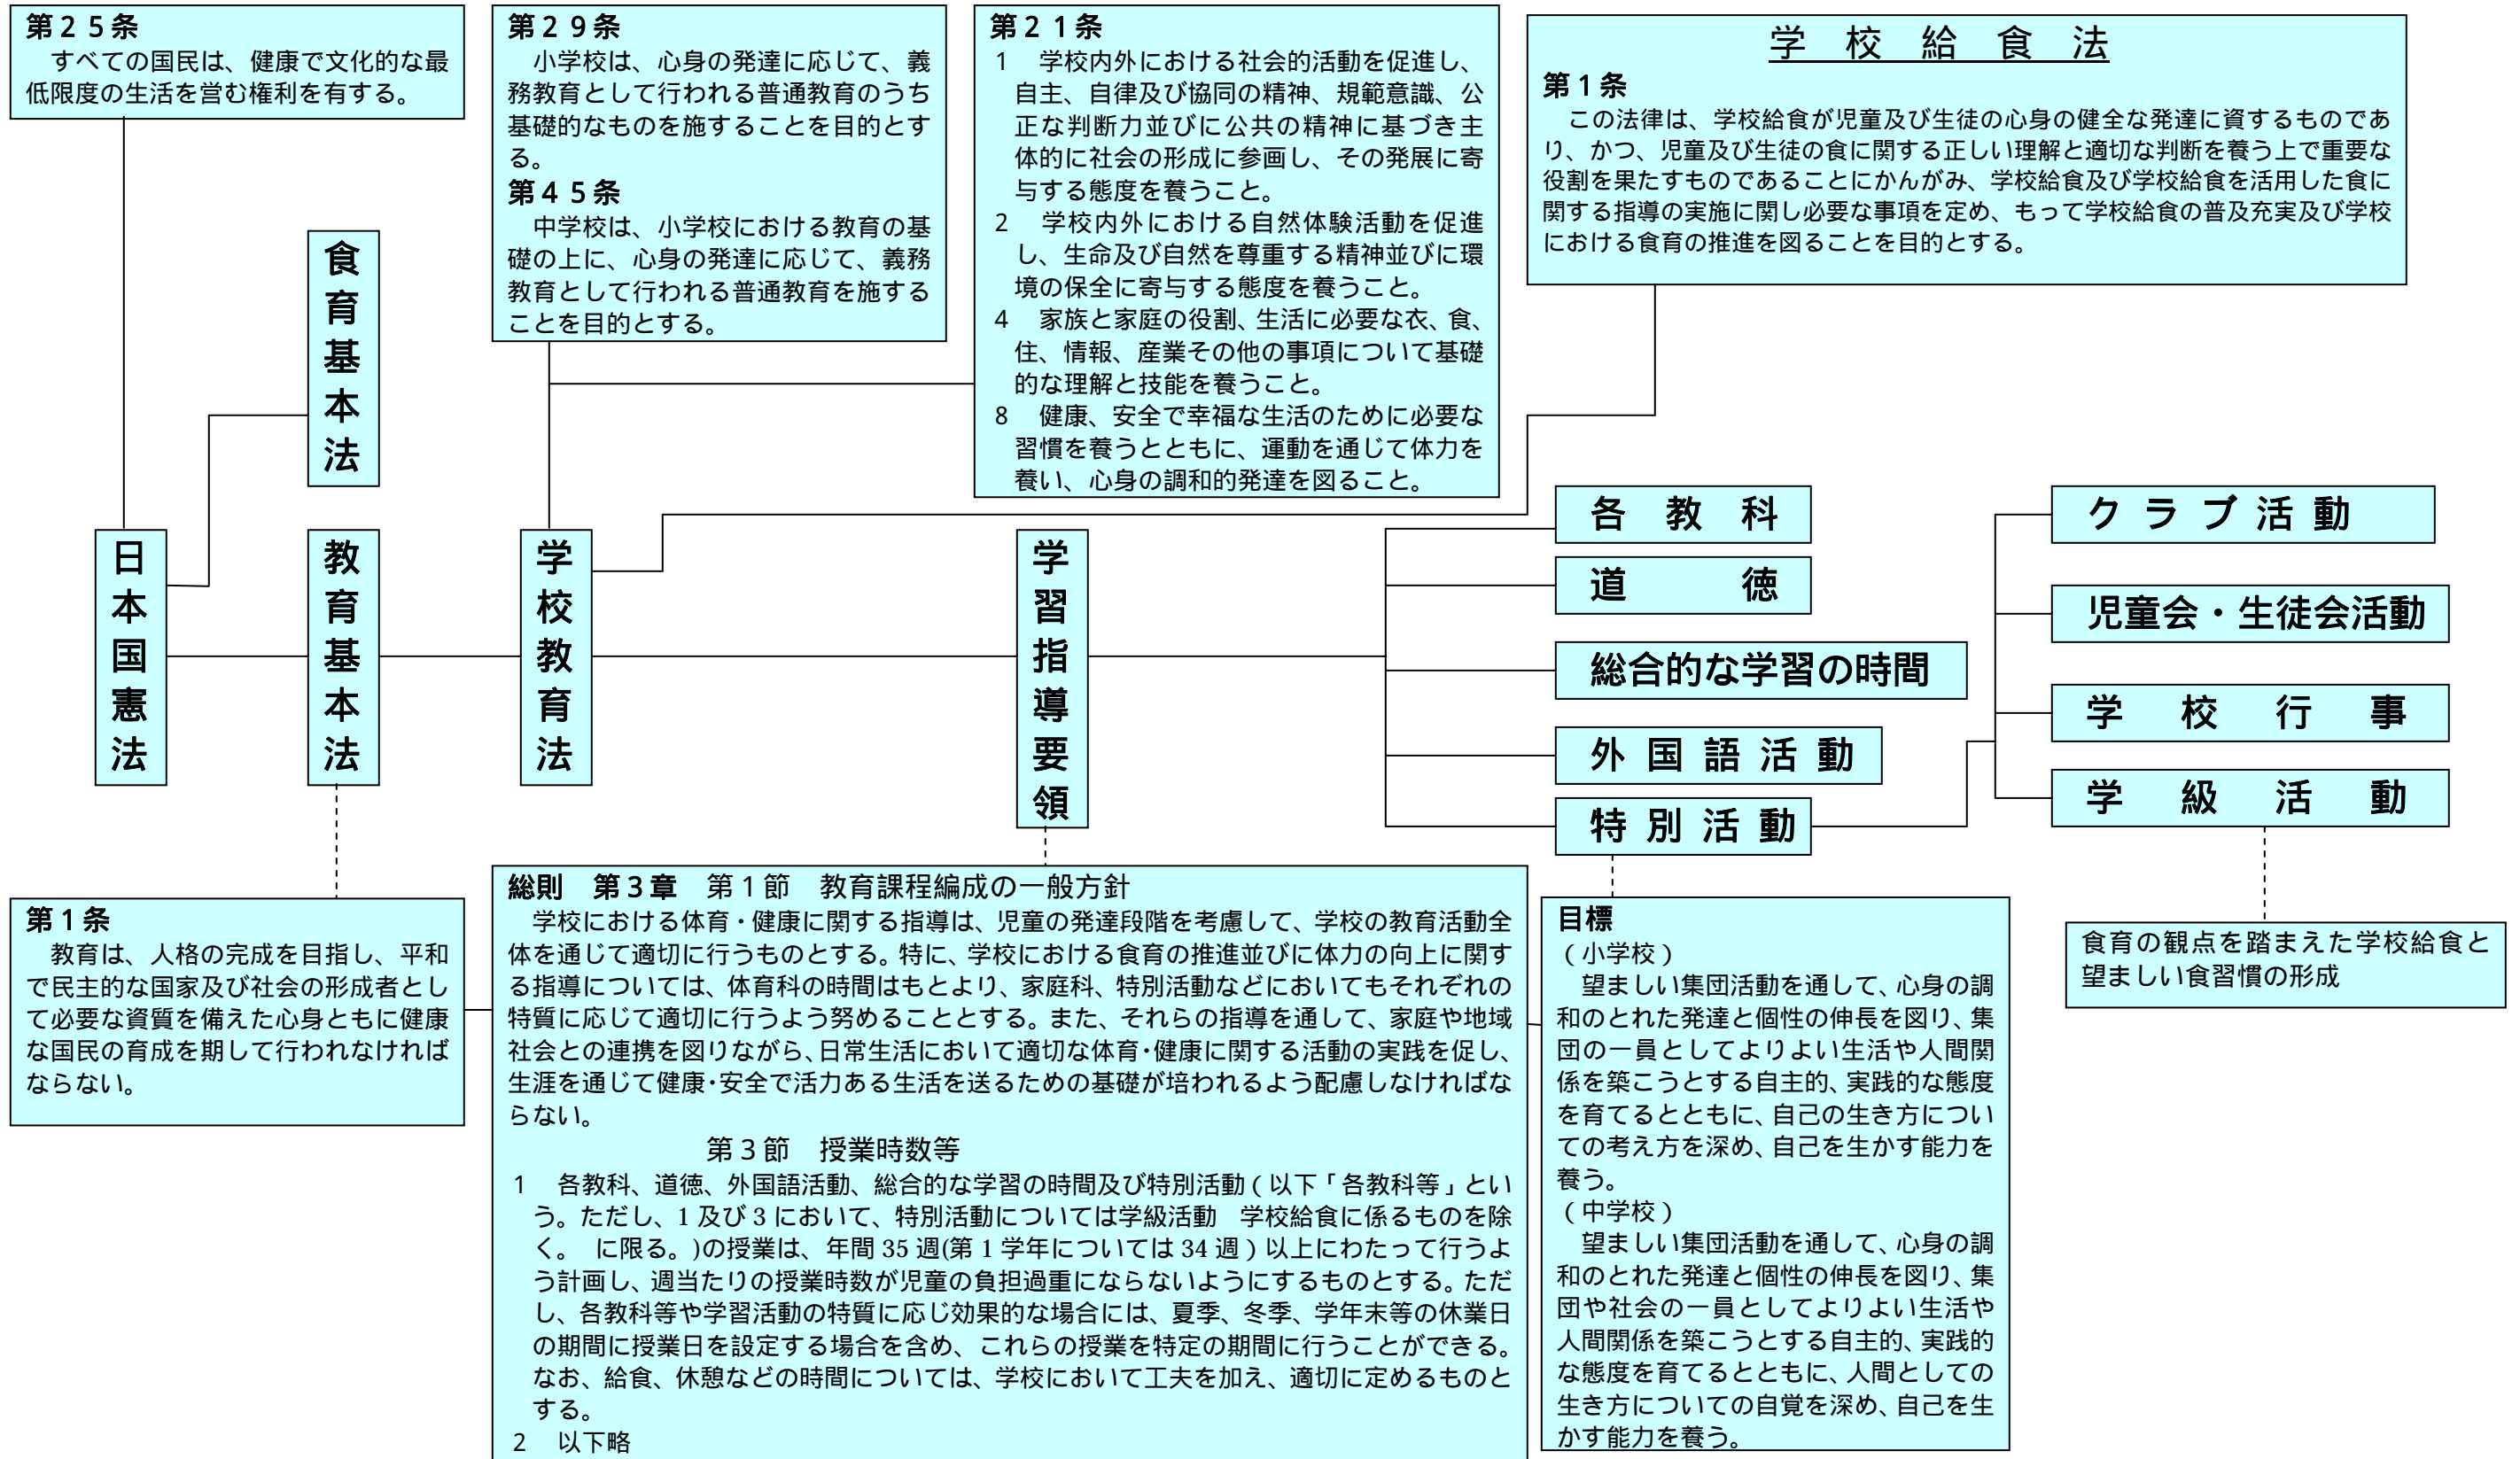 第２５条
　すべての国民は、健康で文化的な最
低限度の生活を営む権利を有する。
第２９条
　小学校は、心身の発達に応じて、義
務教育として行われる普通教育のうち
基礎的なものを施することを目的とす
る。
第４５条
　中学校は、小学校における教育の基
礎の上に、心身の発達に応じて、義務
教育として行われる普通教育を施する
ことを目的とする。
第２１条
1　学校内外における社会的活動を促進し、
自主、自律及び協同の精神、規範意識、公
正な判断力並びに公共の精神に基づき主
体的に社会の形成に参画し、その発展に寄
与する態度を養うこと。
2　学校内外における自然体験活動を促進
し、生命及び自然を尊重する精神並びに環
境の保全に寄与する態度を養うこと。
4　家族と家庭の役割、生活に必要な衣、食、
住、情報、産業その他の事項について基礎
的な理解と技能を養うこと。
8　健康、安全で幸福な生活のために必要な
習慣を養うとともに、運動を通じて体力を
養い、心身の調和的発達を図ること。
学　校　給　食　法
第１条
　この法律は、学校給食が児童及び生徒の心身の健全な発達に資するものであ
り、かつ、児童及び生徒の食に関する正しい理解と適切な判断を養う上で重要な
役割を果たすものであることにかんがみ、学校給食及び学校給食を活用した食に
関する指導の実施に関し必要な事項を定め、もって学校給食の普及充実及び学校
における食育の推進を図ることを目的とする。
食育基本法
日本国憲法
教育基本法
学校教育法
学習指導要領
各　教　科
道　　　徳
総合的な学習の時間
外 国 語 活 動
特 別 活 動
ク ラ ブ 活 動
児童会・生徒会活動
学　校　行　事
学　級　活　動
第１条
　教育は、人格の完成を目指し、平和
で民主的な国家及び社会の形成者とし
て必要な資質を備えた心身ともに健康
な国民の育成を期して行われなければ
ならない。
総則　第３章　第１節　教育課程編成の一般方針
　学校における体育・健康に関する指導は、児童の発達段階を考慮して、学校の教育活動全
体を通じて適切に行うものとする。特に、学校における食育の推進並びに体力の向上に関す
る指導については、体育科の時間はもとより、家庭科、特別活動などにおいてもそれぞれの
特質に応じて適切に行うよう努めることとする。また、それらの指導を通して、家庭や地域
社会との連携を図りながら、日常生活において適切な体育・健康に関する活動の実践を促し、
生涯を通じて健康・安全で活力ある生活を送るための基礎が培われるよう配慮しなければな
らない。
第３節　授業時数等
1　各教科、道徳、外国語活動、総合的な学習の時間及び特別活動（以下「各教科等」とい
う。ただし、1 及び 3 において、特別活動については学級活動　学校給食に係るものを除
く。　に限る。)の授業は、年間 35 週(第 1 学年については 34 週）以上にわたって行うよ
う計画し、週当たりの授業時数が児童の負担過重にならないようにするものとする。ただ
し、各教科等や学習活動の特質に応じ効果的な場合には、夏季、冬季、学年末等の休業日
の期間に授業日を設定する場合を含め、これらの授業を特定の期間に行うことができる。
なお、給食、休憩などの時間については、学校において工夫を加え、適切に定めるものと
する。
2　以下略
目標
（小学校）
　望ましい集団活動を通して、心身の調
和のとれた発達と個性の伸長を図り、集
団の一員としてよりよい生活や人間関
係を築こうとする自主的、実践的な態度
を育てるとともに、自己の生き方につい
ての考え方を深め、自己を生かす能力を
養う。
（中学校）
　望ましい集団活動を通して、心身の調
和のとれた発達と個性の伸長を図り、集
団や社会の一員としてよりよい生活や
人間関係を築こうとする自主的、実践的
な態度を育てるとともに、人間としての
生き方についての自覚を深め、自己を生
かす能力を養う。
食育の観点を踏まえた学校給食と
望ましい食習慣の形成